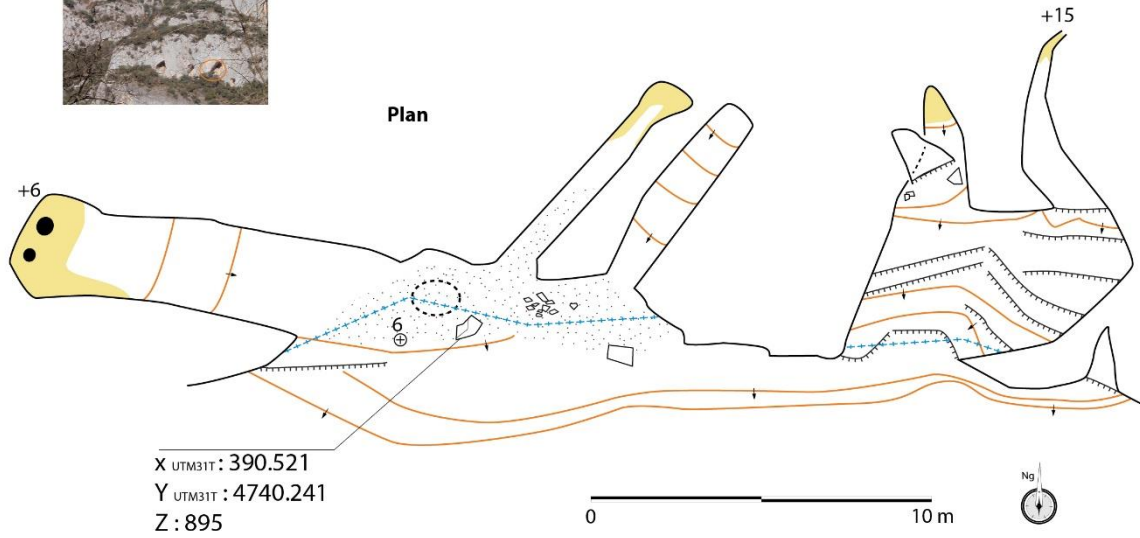 +15
Plan
+6
6
x UTM31T : 390.521
Y UTM31T : 4740.241
Z : 895
0
10 m
Ng